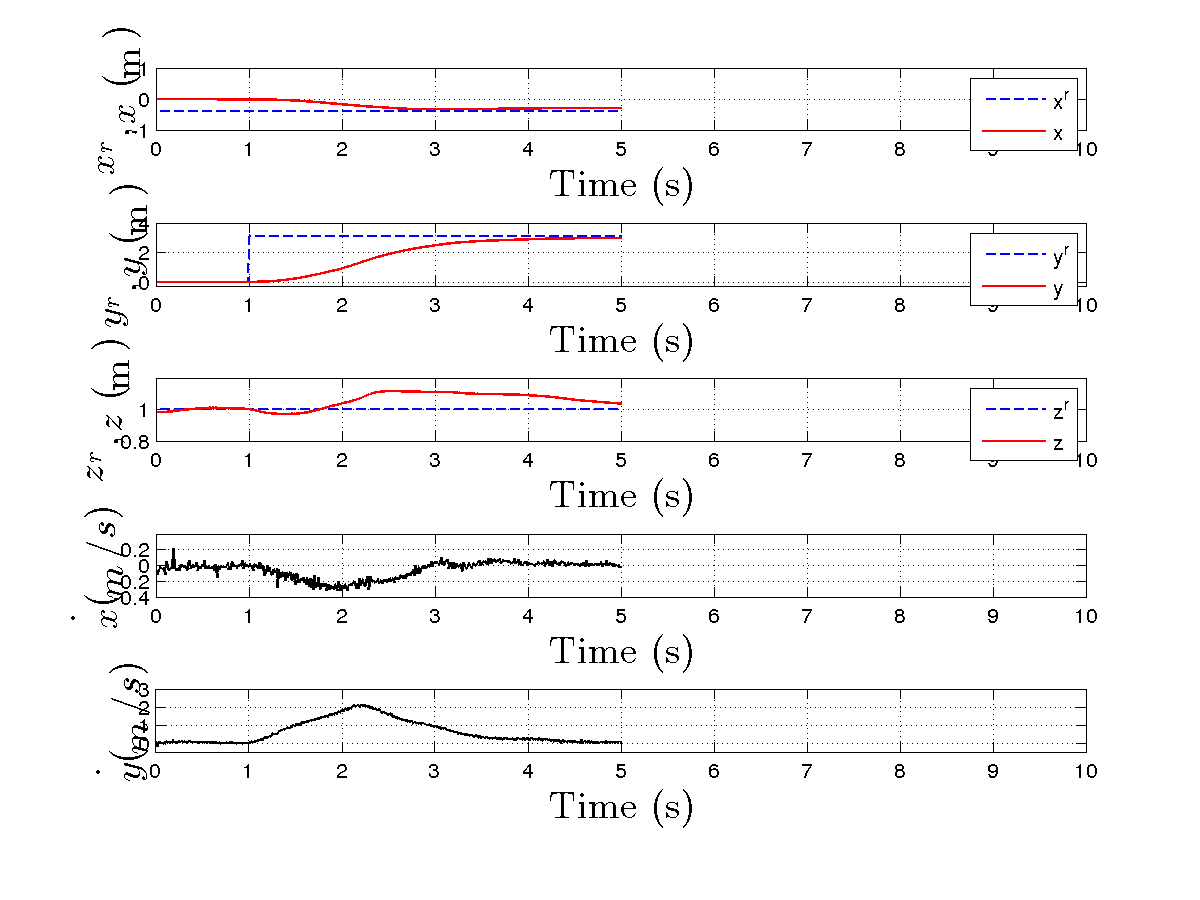 x^r, x (m)
1
0
-1
0 1 2 3 4 5 6 7 8 9 10
x^r
x
Time (s)
y^r, y (m)
4
2
0
0 1 2 3 4 5 6 7 8 9 10
y^r
y
Time (s)
z^r, z (m)
1
0.8
0 1 2 3 4 5 6 7 8 9 10
z^r
z
Time (s)
ẋ(m/s)
0.2
0
-0.2
-0.4
0 1 2 3 4 5 6 7 8 9 10
Time (s)
ẏ(m/s)
3
2
1
0
0 1 2 3 4 5 6 7 8 9 10
Time (s)